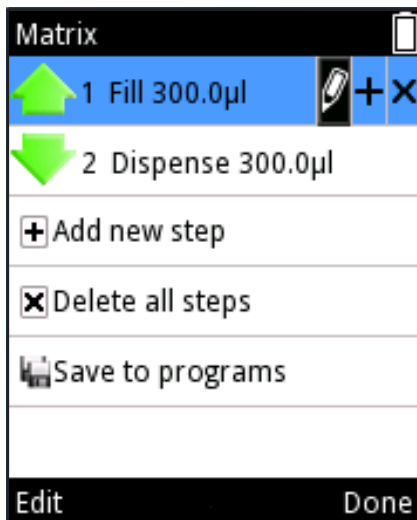 Matrix
1 Fill 300.0µl
2 Dispense 300.0µl
Add new step
Delete all steps
Save to programs
Edit Done